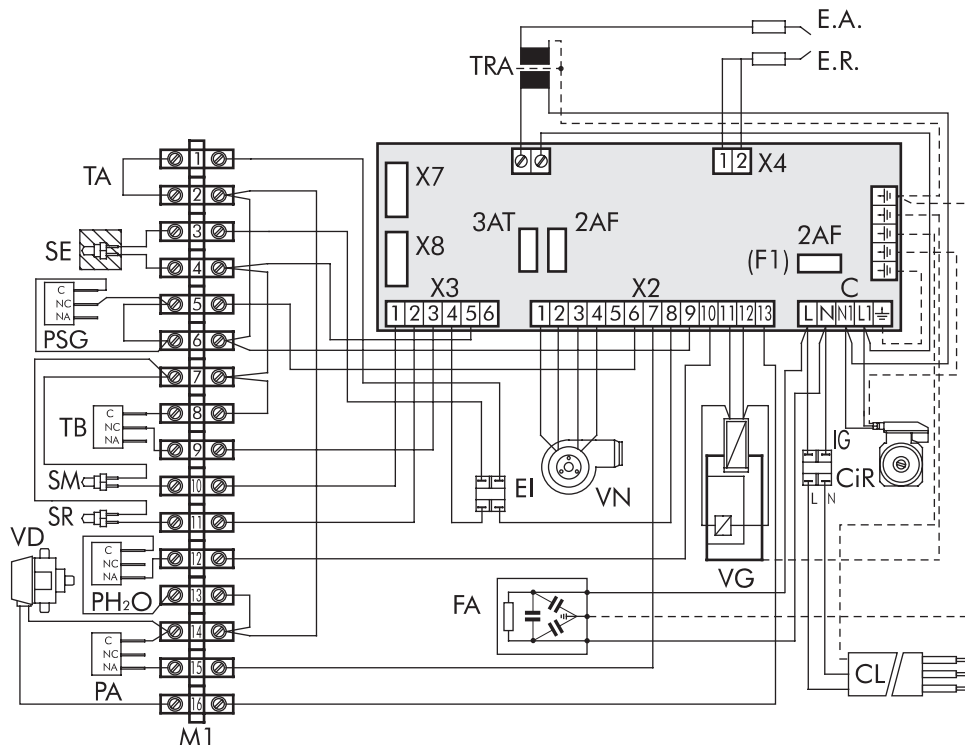 E.A.
TRA
E.R.
TA
1
1 2 X4
X7
2
3AT 2AF
SE
3
X8
2AF
(F1)
4
C
NC
NA
X3
X2
C
5
1 2 3 4 5 6
1 2 3 4 5 6 7 8 9 10 11 12 13
L N N1 L1
PSG
6
7
C
NC
NA
8
TB
9
IG
SM
10
EI
VN
CiR
L N
SR
11
VD
C
NC
NA
12
VG
PH2O
13
FA
14
C
NC
NA
15
CL
PA
16
M1